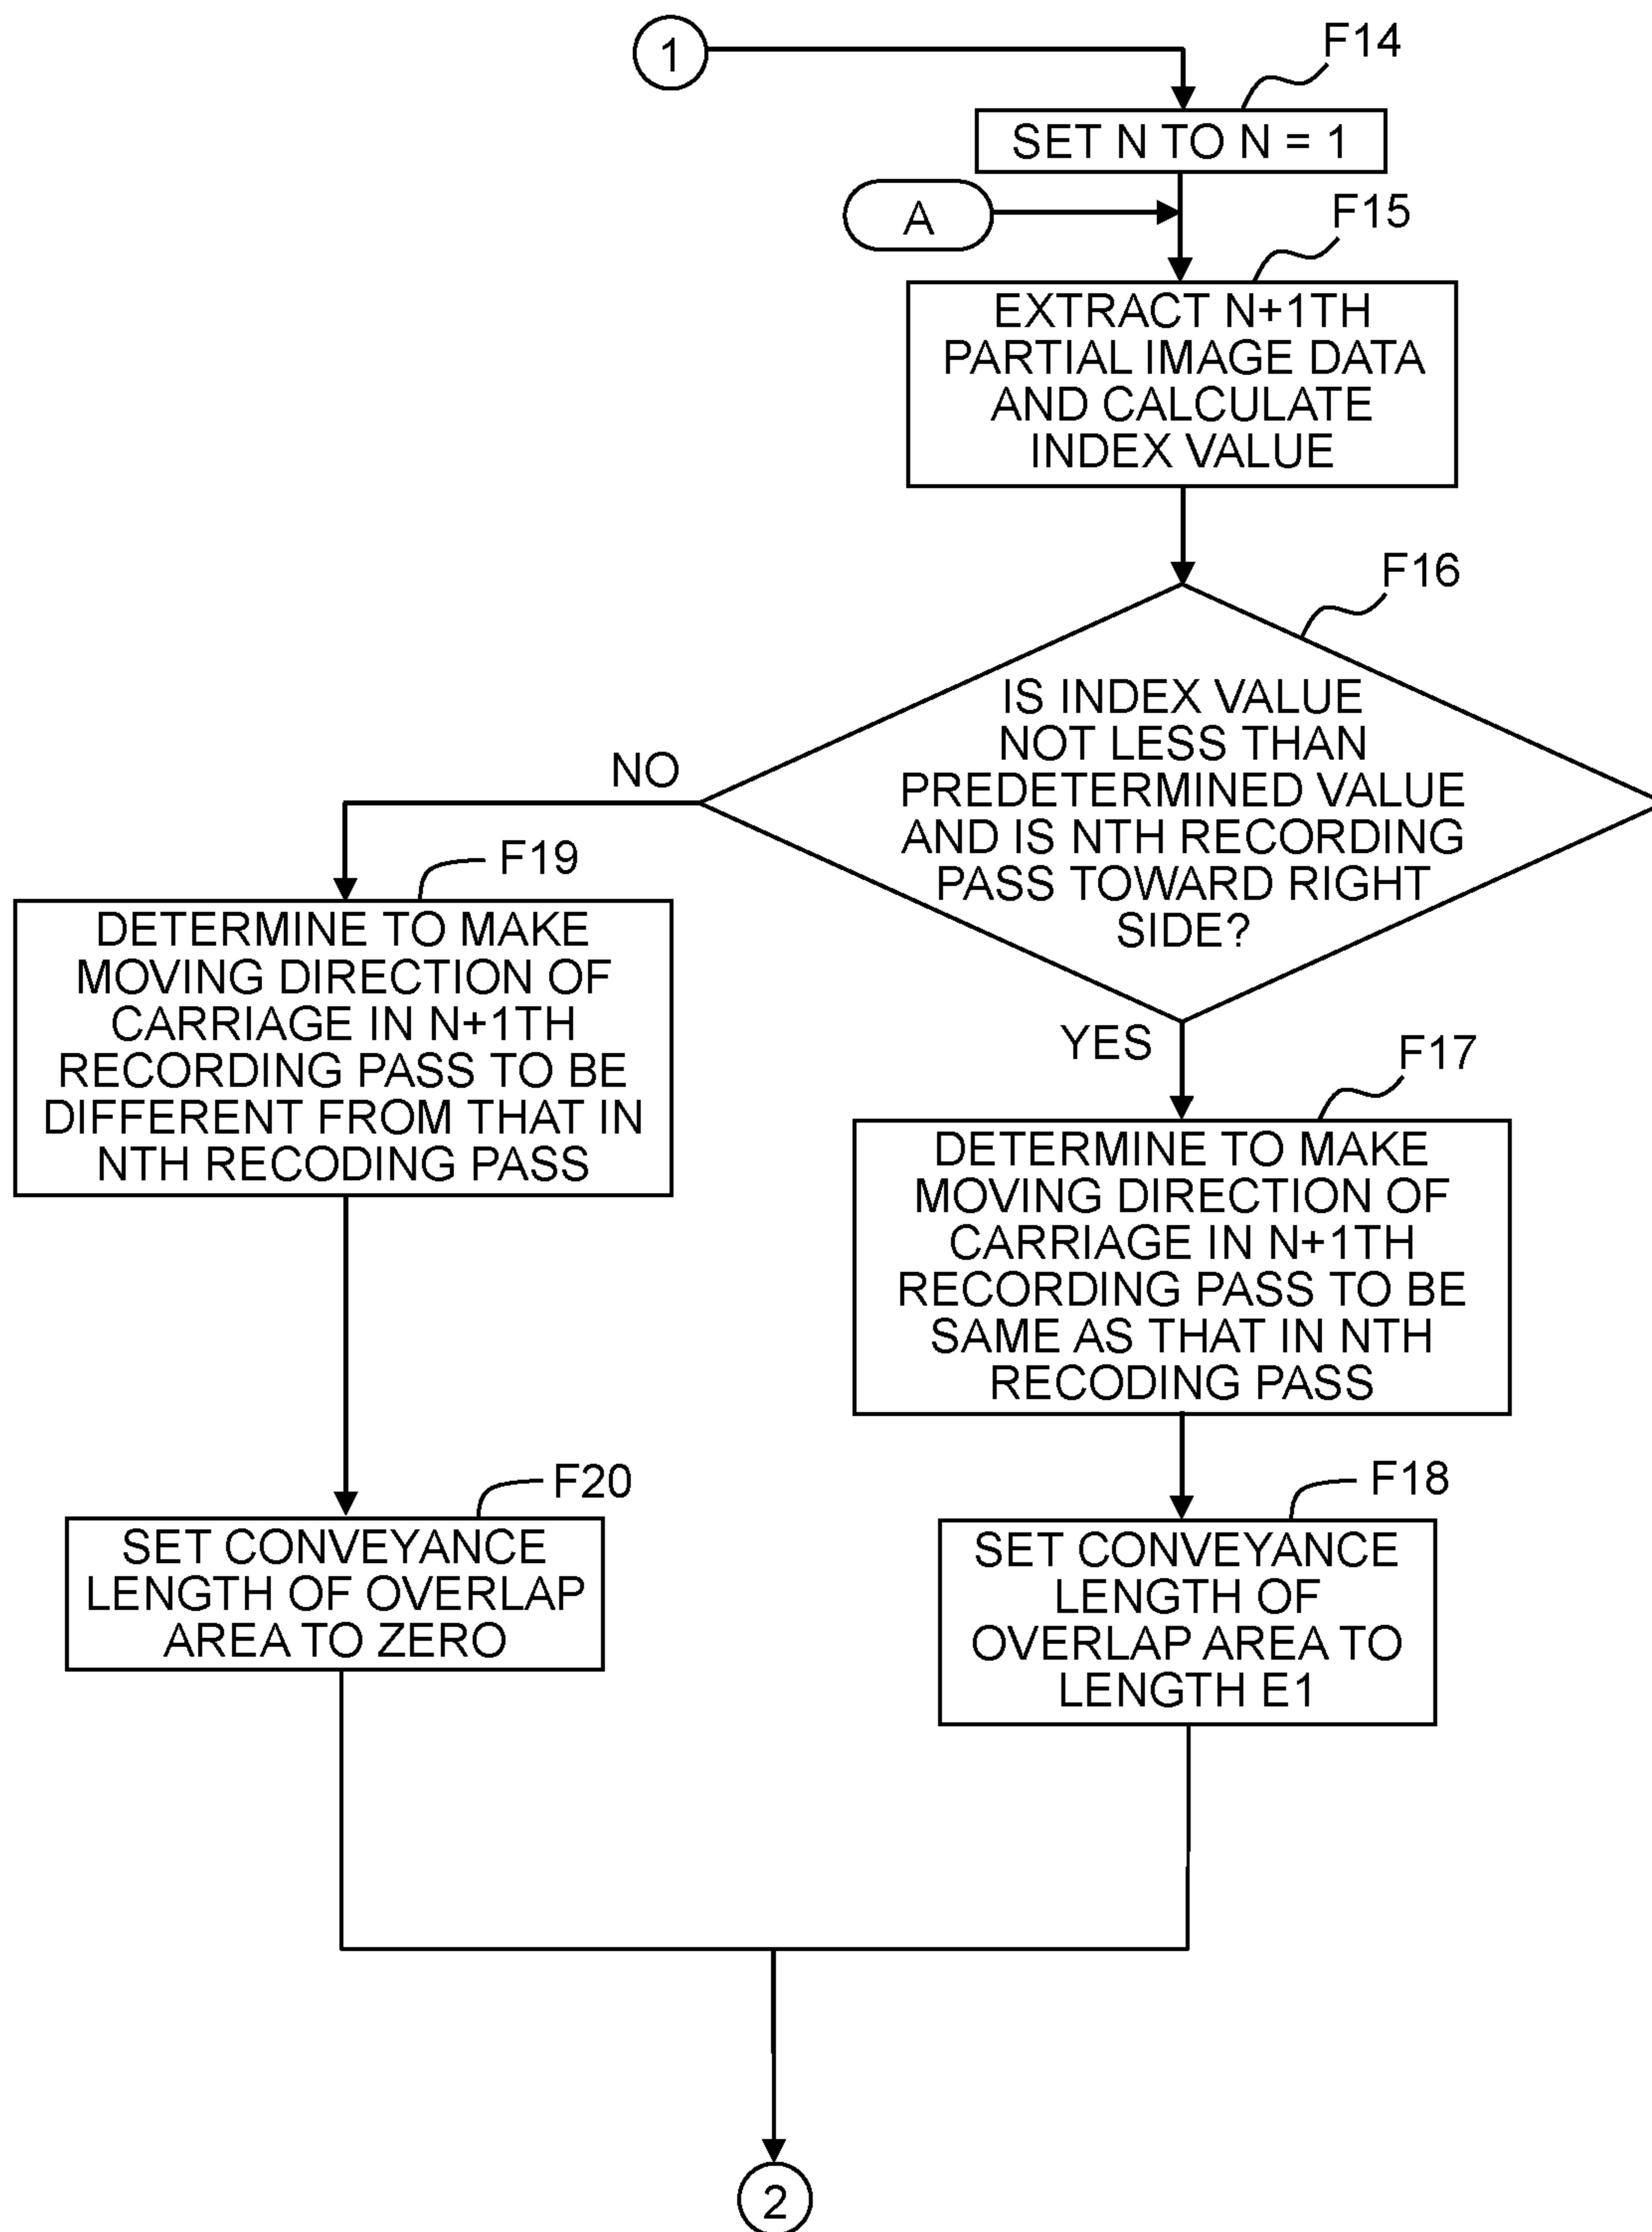 1
F14
SET N TO N = 1
A
F15
EXTRACT N+1TH
PARTIAL IMAGE DATA
AND CALCULATE
INDEX VALUE
F16
IS INDEX VALUE
NOT LESS THAN
PREDETERMINED VALUE
AND IS NTH RECORDING
PASS TOWARD RIGHT
SIDE?
NO
F19
DETERMINE TO MAKE
MOVING DIRECTION OF
CARRIAGE IN N+1TH
RECORDING PASS TO BE
DIFFERENT FROM THAT IN
NTH RECODING PASS
YES
F17
DETERMINE TO MAKE
MOVING DIRECTION OF
CARRIAGE IN N+1TH
RECORDING PASS TO BE
SAME AS THAT IN NTH
RECODING PASS
F20
SET CONVEYANCE
LENGTH OF OVERLAP
AREA TO ZERO
F18
SET CONVEYANCE
LENGTH OF
OVERLAP AREA TO
LENGTH E1
2